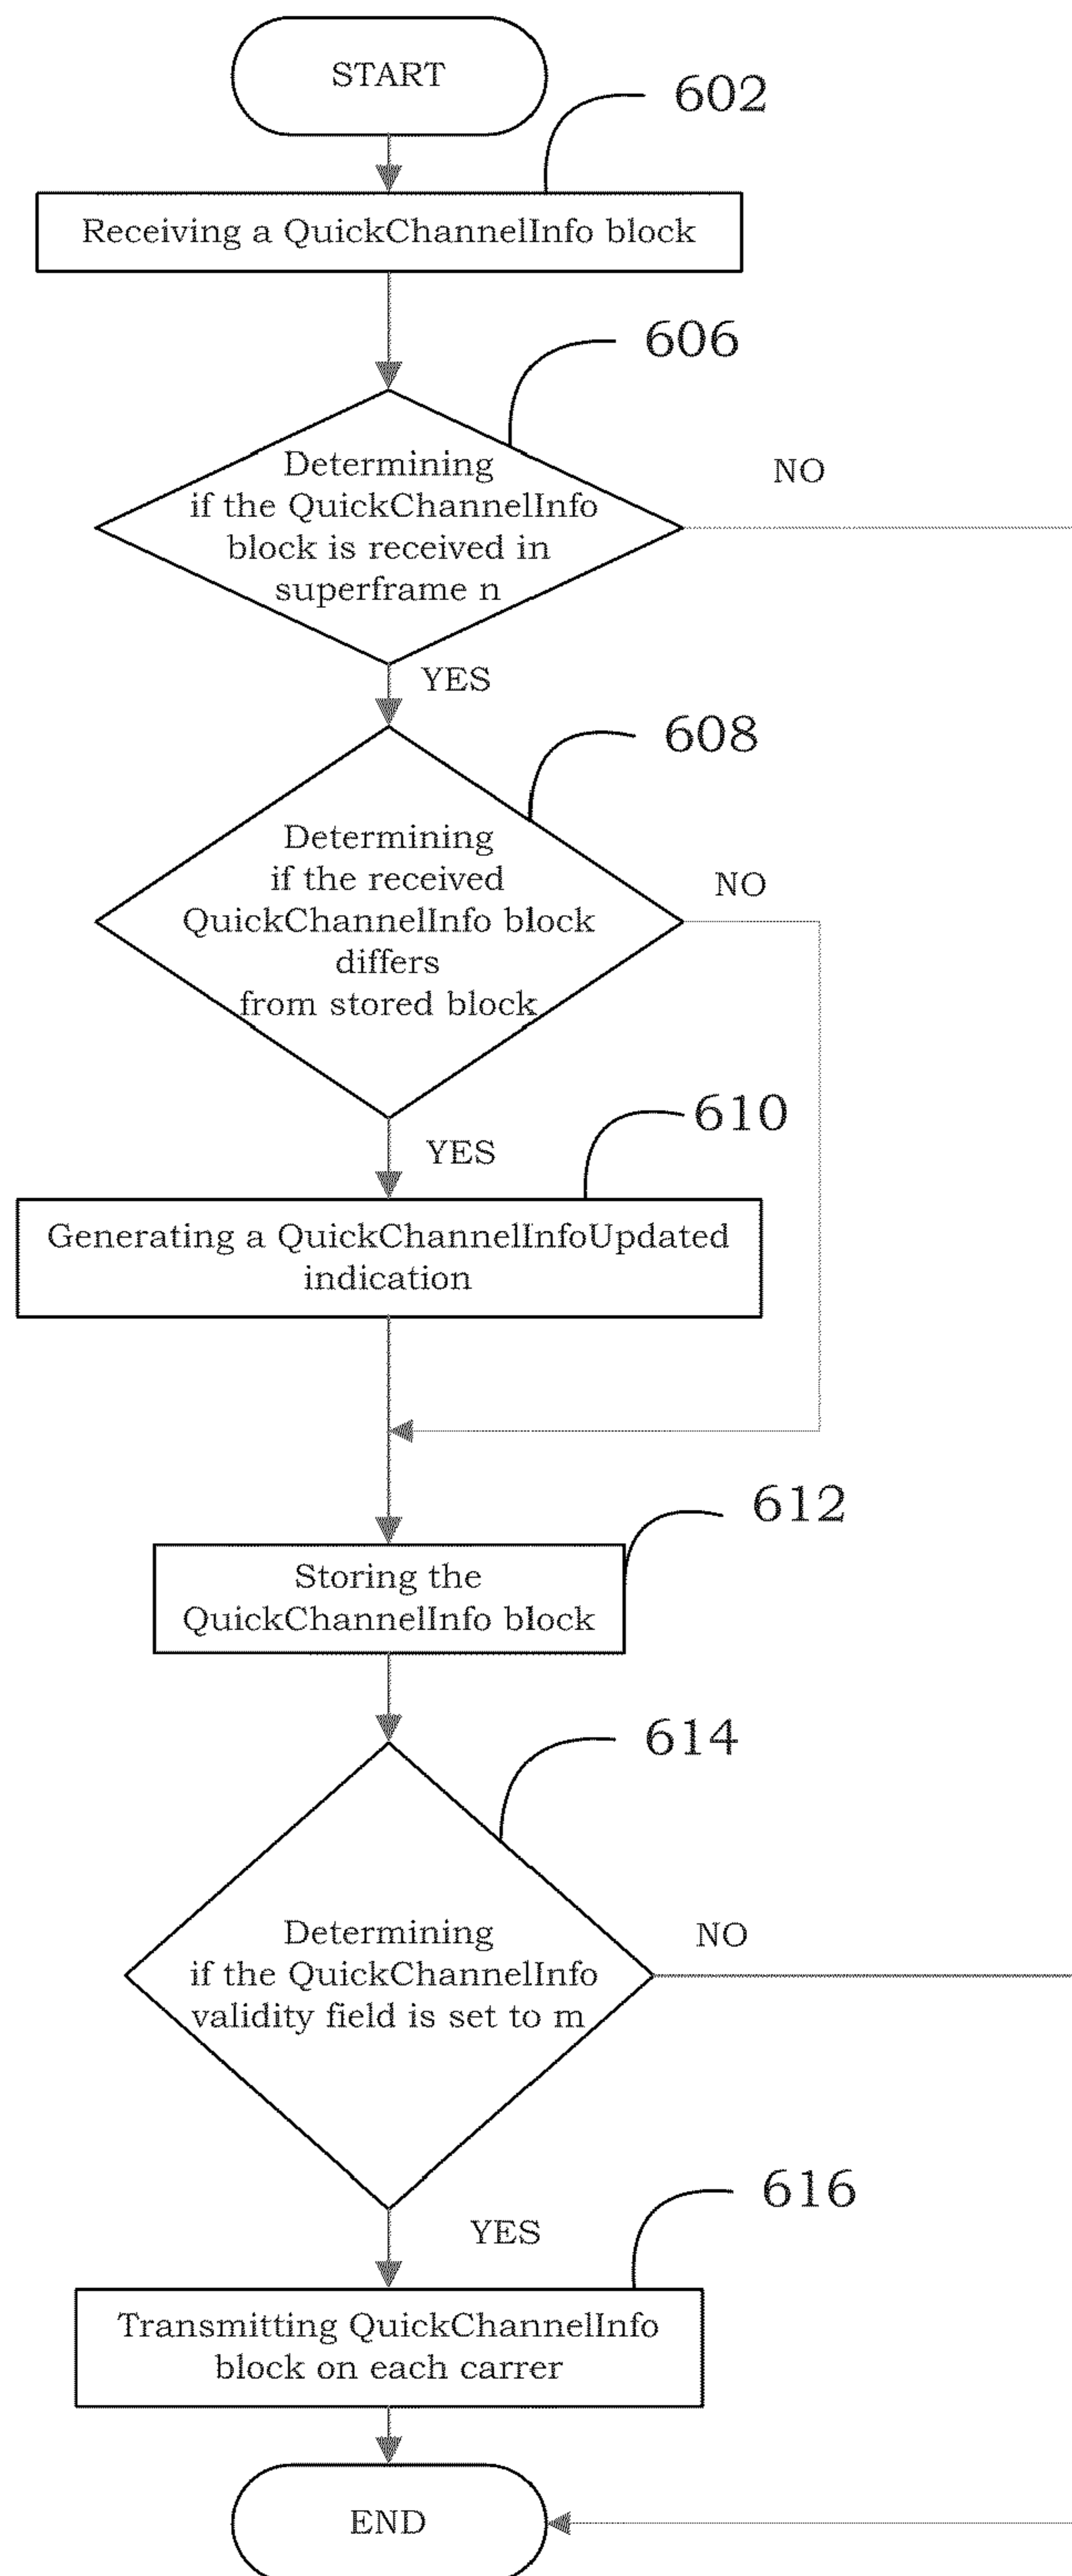 START
602
Receiving a QuickChannelInfo block
606
Determining
if the QuickChannelInfo
block is received in
superframe n
NO
YES
608
Determining
if the received
QuickChannelInfo block
differs
from stored block
NO
YES
610
Generating a QuickChannelInfoUpdated
indication
612
Storing the
QuickChannelInfo block
614
Determining
if the QuickChannelInfo
validity field is set to m
NO
YES
616
Transmitting QuickChannelInfo
block on each carrer
END